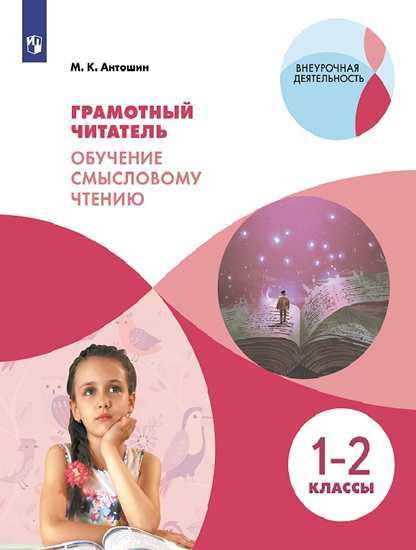 М. К. Антошин
ВНЕУРОЧНАЯ
ДЕЯТЕЛЬНОСТЬ
ГРАМОТНЫЙ
ЧИТАТЕЛЬ
ОБУЧЕНИЕ
СМЫСЛОВОМУ
ЧТЕНИЮ
1–2
КЛАССЫ